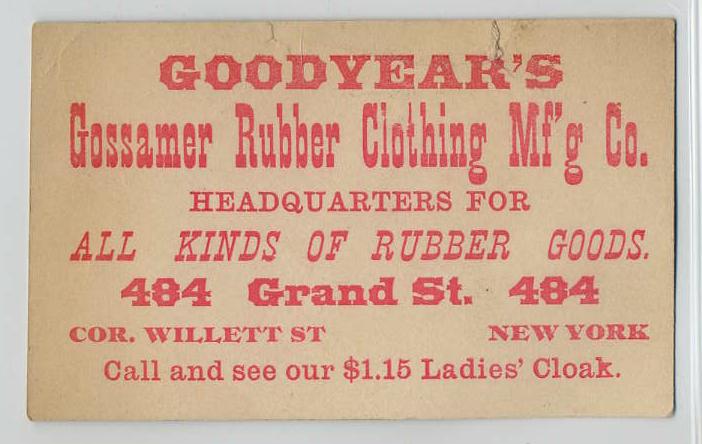 GOODYEAR'S
Gossamer Rubber Clothing Mf'g Co.
HEADQUARTERS FOR
ALL KINDS OF RUBBER GOODS.
484 Grand St. 484
COR. WILLETT ST NEW YORK
Call and see our $1.15 Ladies' Cloak.